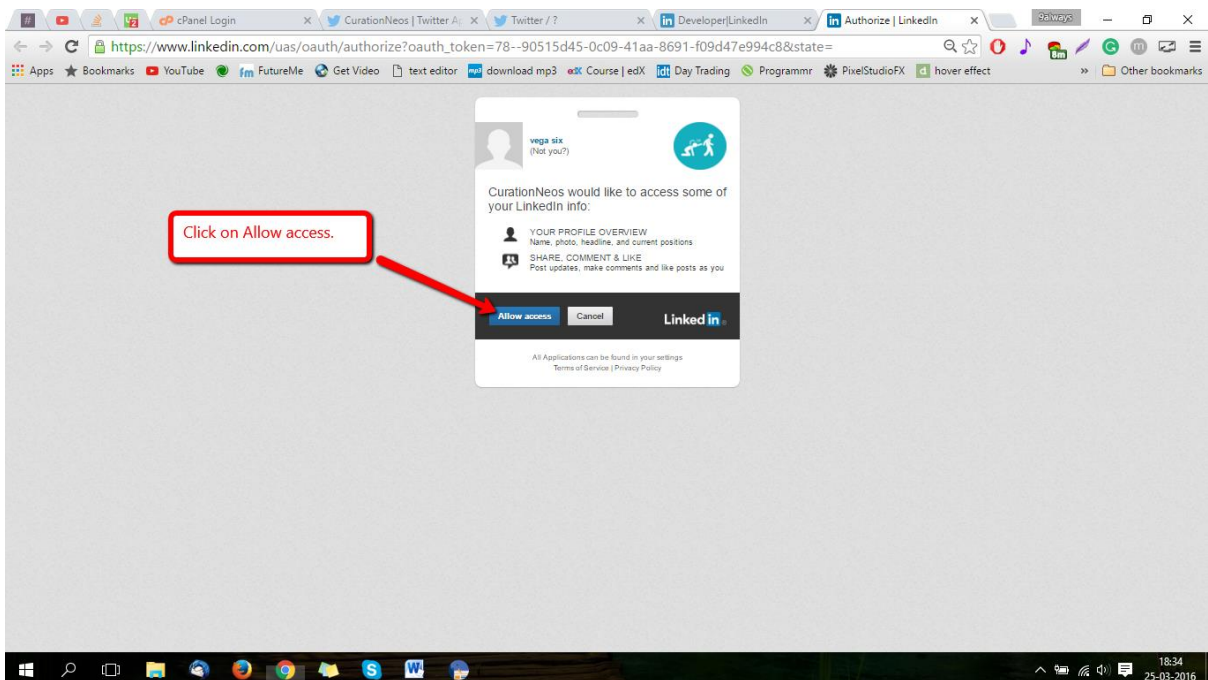 cPanel Login
CurationNeos | Twitter Ap
Twitter / ?
Developer|LinkedIn
Authorize | LinkedIn
9always
https://www.linkedin.com/uas/oauth/authorize?oauth_token=78--90515d45-0c09-41aa-8691-f09d47e994c8&state=
8m
Apps
Bookmarks
YouTube
FutureMe
Get Video
text editor
download mp3
Course | edX
Day Trading
Programmr
PixelStudioFX
hover effect
»
Other bookmarks
vega six
(Not you?)
CurationNeos would like to access some of
your LinkedIn info:
YOUR PROFILE OVERVIEW
Name, photo, headline, and current positions
SHARE, COMMENT & LIKE
Post updates, make comments and like posts as you
Click on Allow access.
Allow access
Cancel
Linked in
All Applications can be found in your settings
Terms of Service | Privacy Policy
18:34
25-03-2016